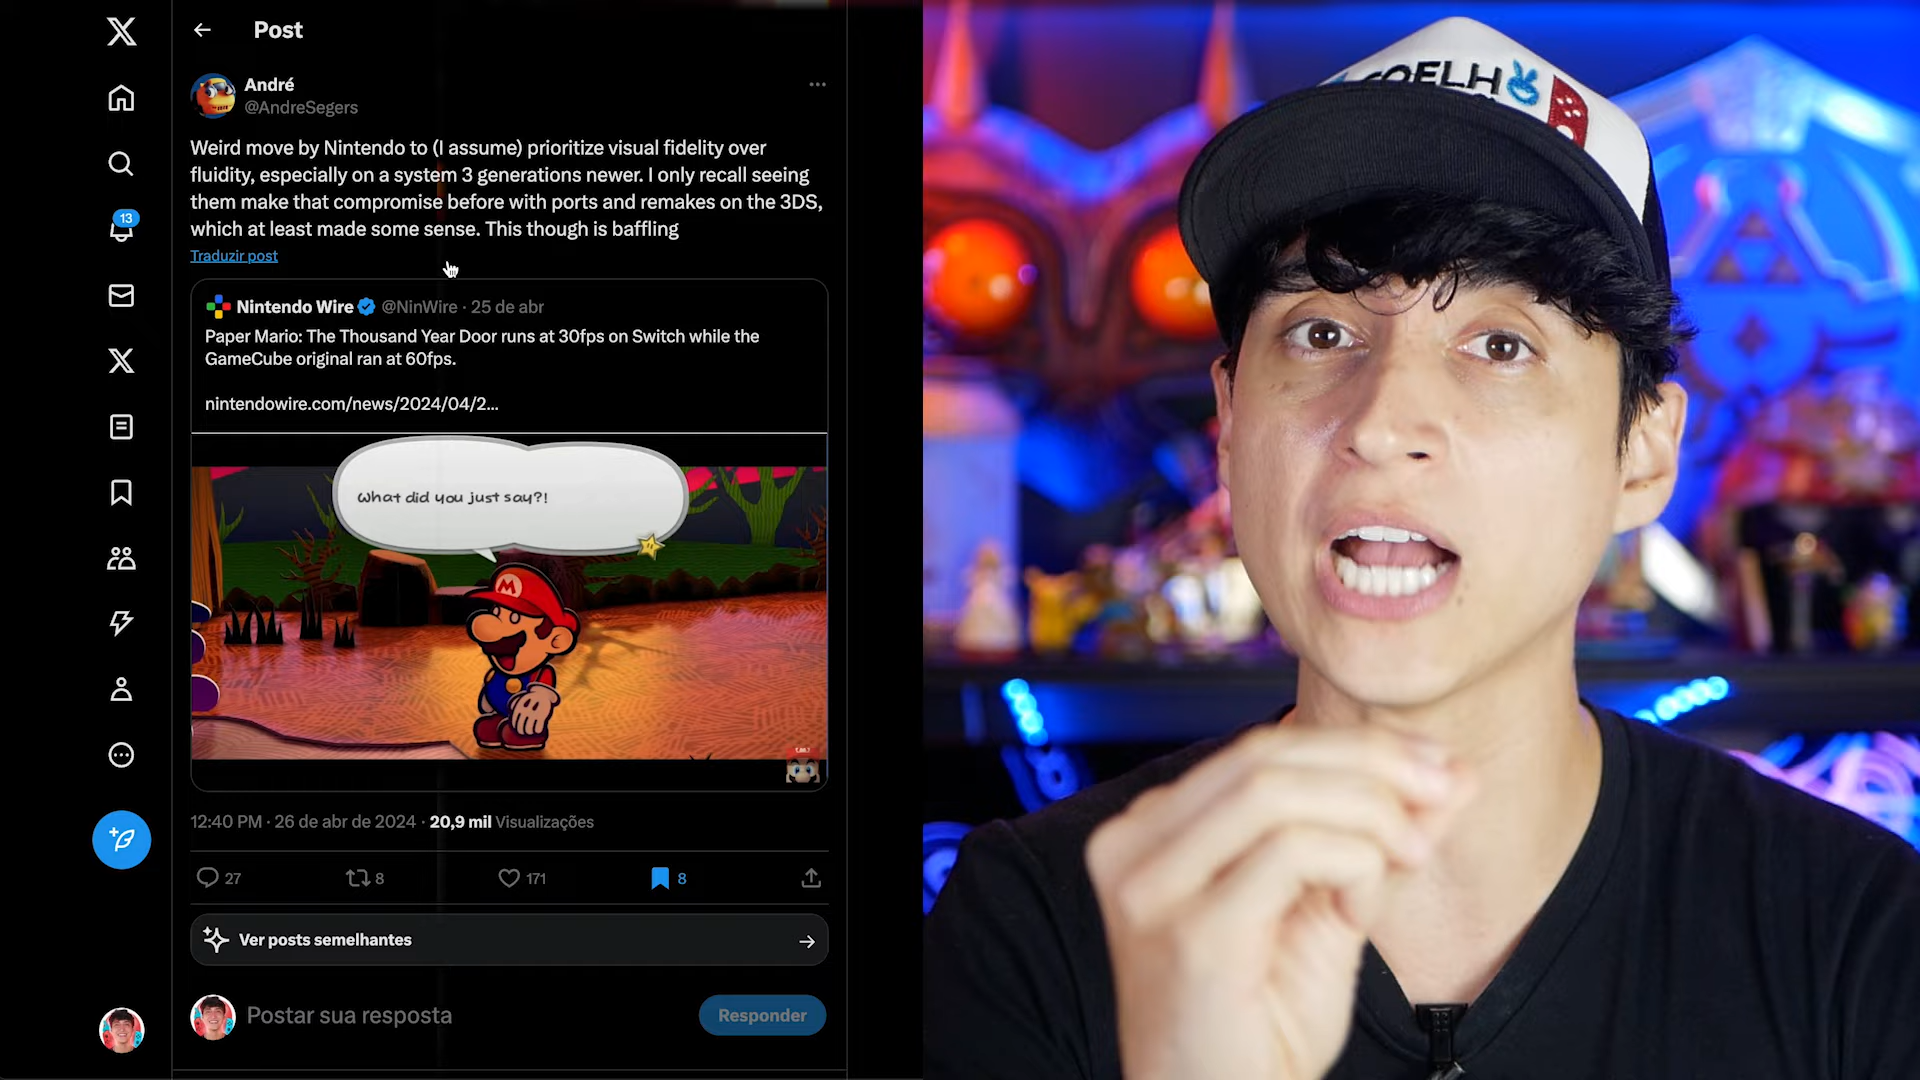 Post
André
@AndreSegers
Weird move by Nintendo to (I assume) prioritize visual fidelity over
fluidity, especially on a system 3 generations newer. I only recall seeing
them make that compromise before with ports and remakes on the 3DS,
which at least made some sense. This though is baffling
Traduzir post
13
Nintendo Wire @NinWire · 25 de abr
Paper Mario: The Thousand Year Door runs at 30fps on Switch while the
GameCube original ran at 60fps.
nintendowire.com/news/2024/04/2...
What did you just say?!
M
12:40 PM · 26 de abr de 2024 · 20,9 mil Visualizações
27 8 171 8
Ver posts semelhantes
Postar sua resposta
Responder
COELH